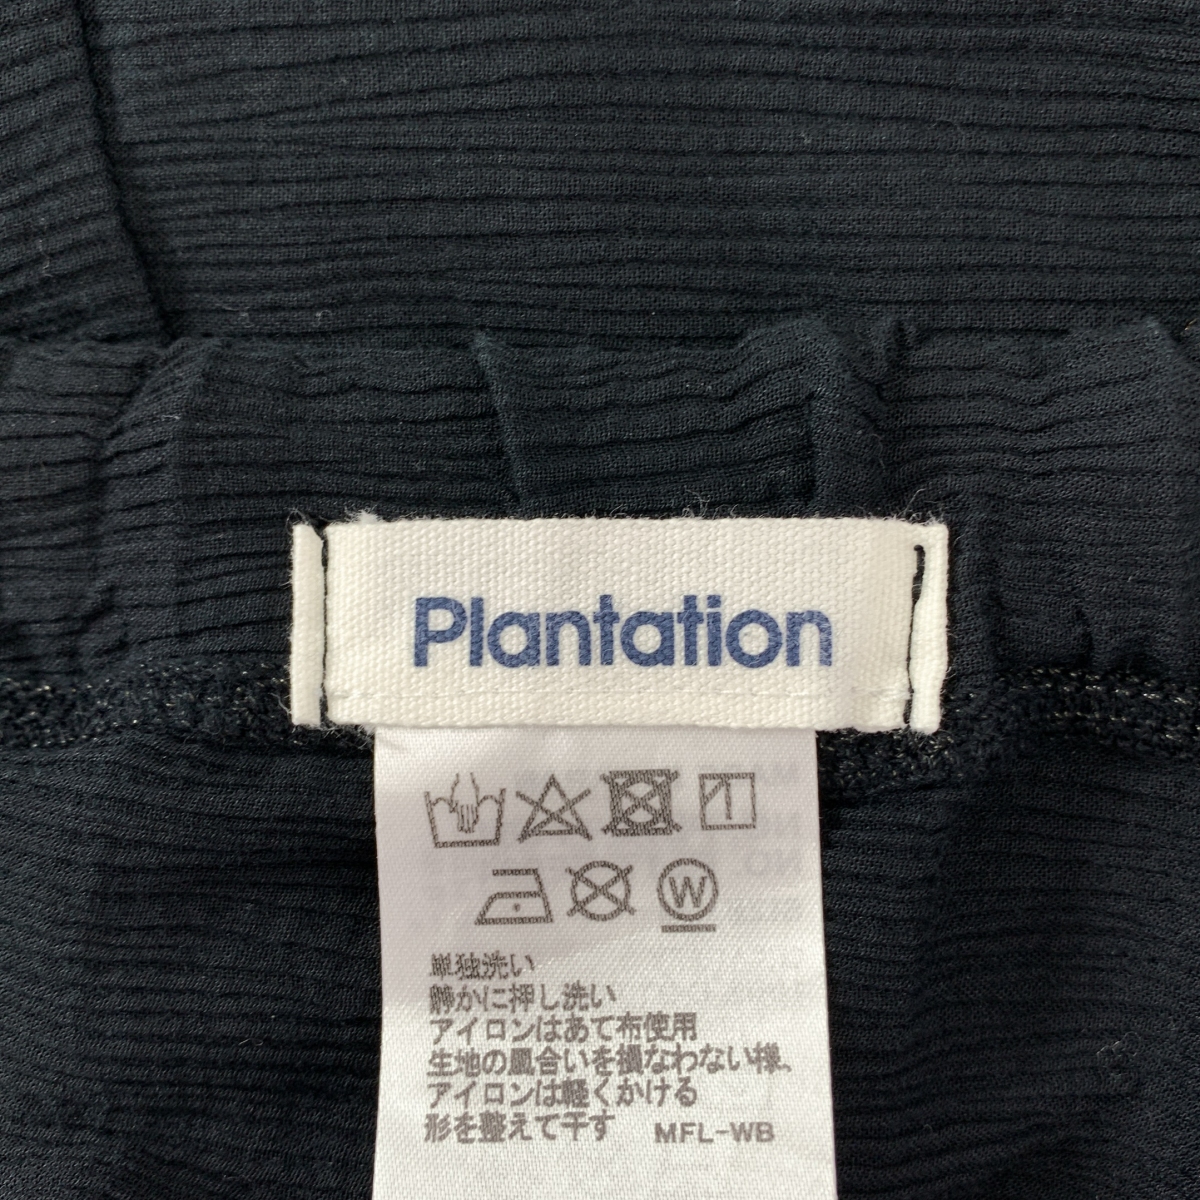 Plantation
W
単独洗い
静かに押し洗い
アイロンはあて布使用
生地の風合いを損なわない様、
アイロンは軽くかける
形を整えて干す MFL-WB